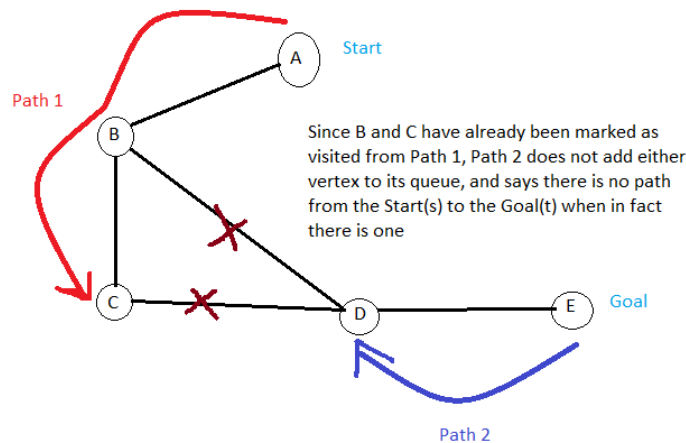 A
Start
Path 1
B
Since B and C have already been marked as
visited from Path 1, Path 2 does not add either
vertex to its queue, and says there is no path
from the Start(s) to the Goal(t) when in fact
there is one
C
D
E
Goal
Path 2